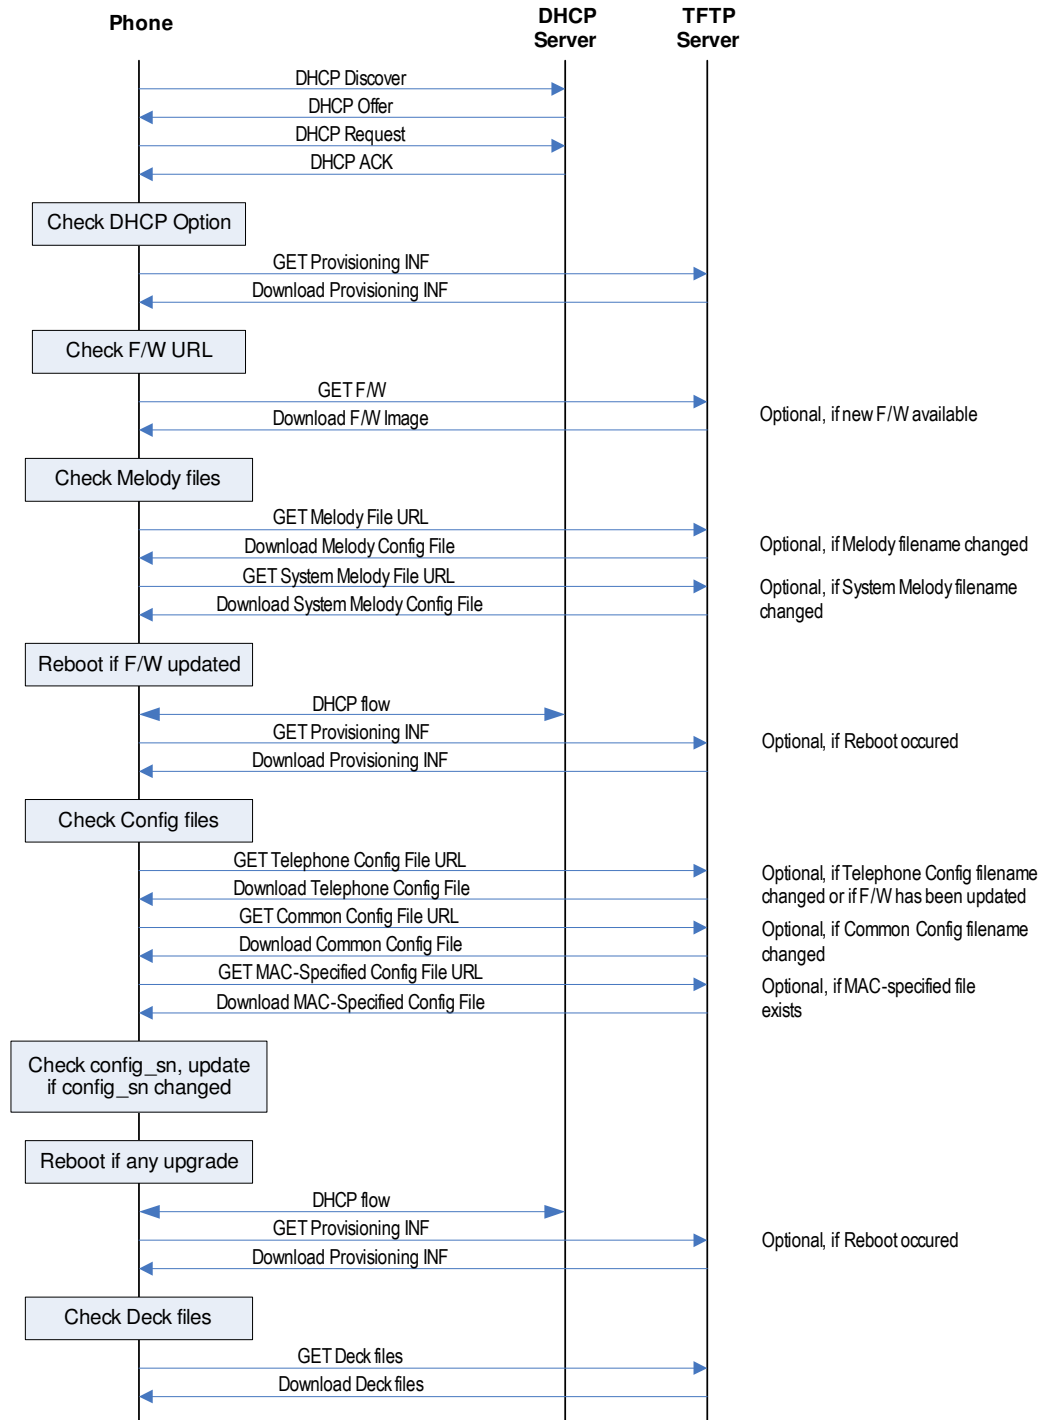 Phone
DHCP
Server
TFTP
Server
DHCP Discover
DHCP Offer
DHCP Request
DHCP ACK
Check DHCP Option
GET Provisioning INF
Download Provisioning INF
Check F/W URL
GET F/W
Download F/W Image
Optional, if new F/W available
Check Melody files
GET Melody File URL
Download Melody Config File
Optional, if Melody filename changed
GET System Melody File URL
Download System Melody Config File
Optional, if System Melody filename
changed
Reboot if F/W updated
DHCP flow
GET Provisioning INF
Download Provisioning INF
Optional, if Reboot occured
Check Config files
GET Telephone Config File URL
Download Telephone Config File
Optional, if Telephone Config filename
changed or if F/W has been updated
GET Common Config File URL
Download Common Config File
Optional, if Common Config filename
changed
GET MAC-Specified Config File URL
Download MAC-Specified Config File
Optional, if MAC-specified file
exists
Check config_sn, update
if config_sn changed
Reboot if any upgrade
DHCP flow
GET Provisioning INF
Download Provisioning INF
Optional, if Reboot occured
Check Deck files
GET Deck files
Download Deck files